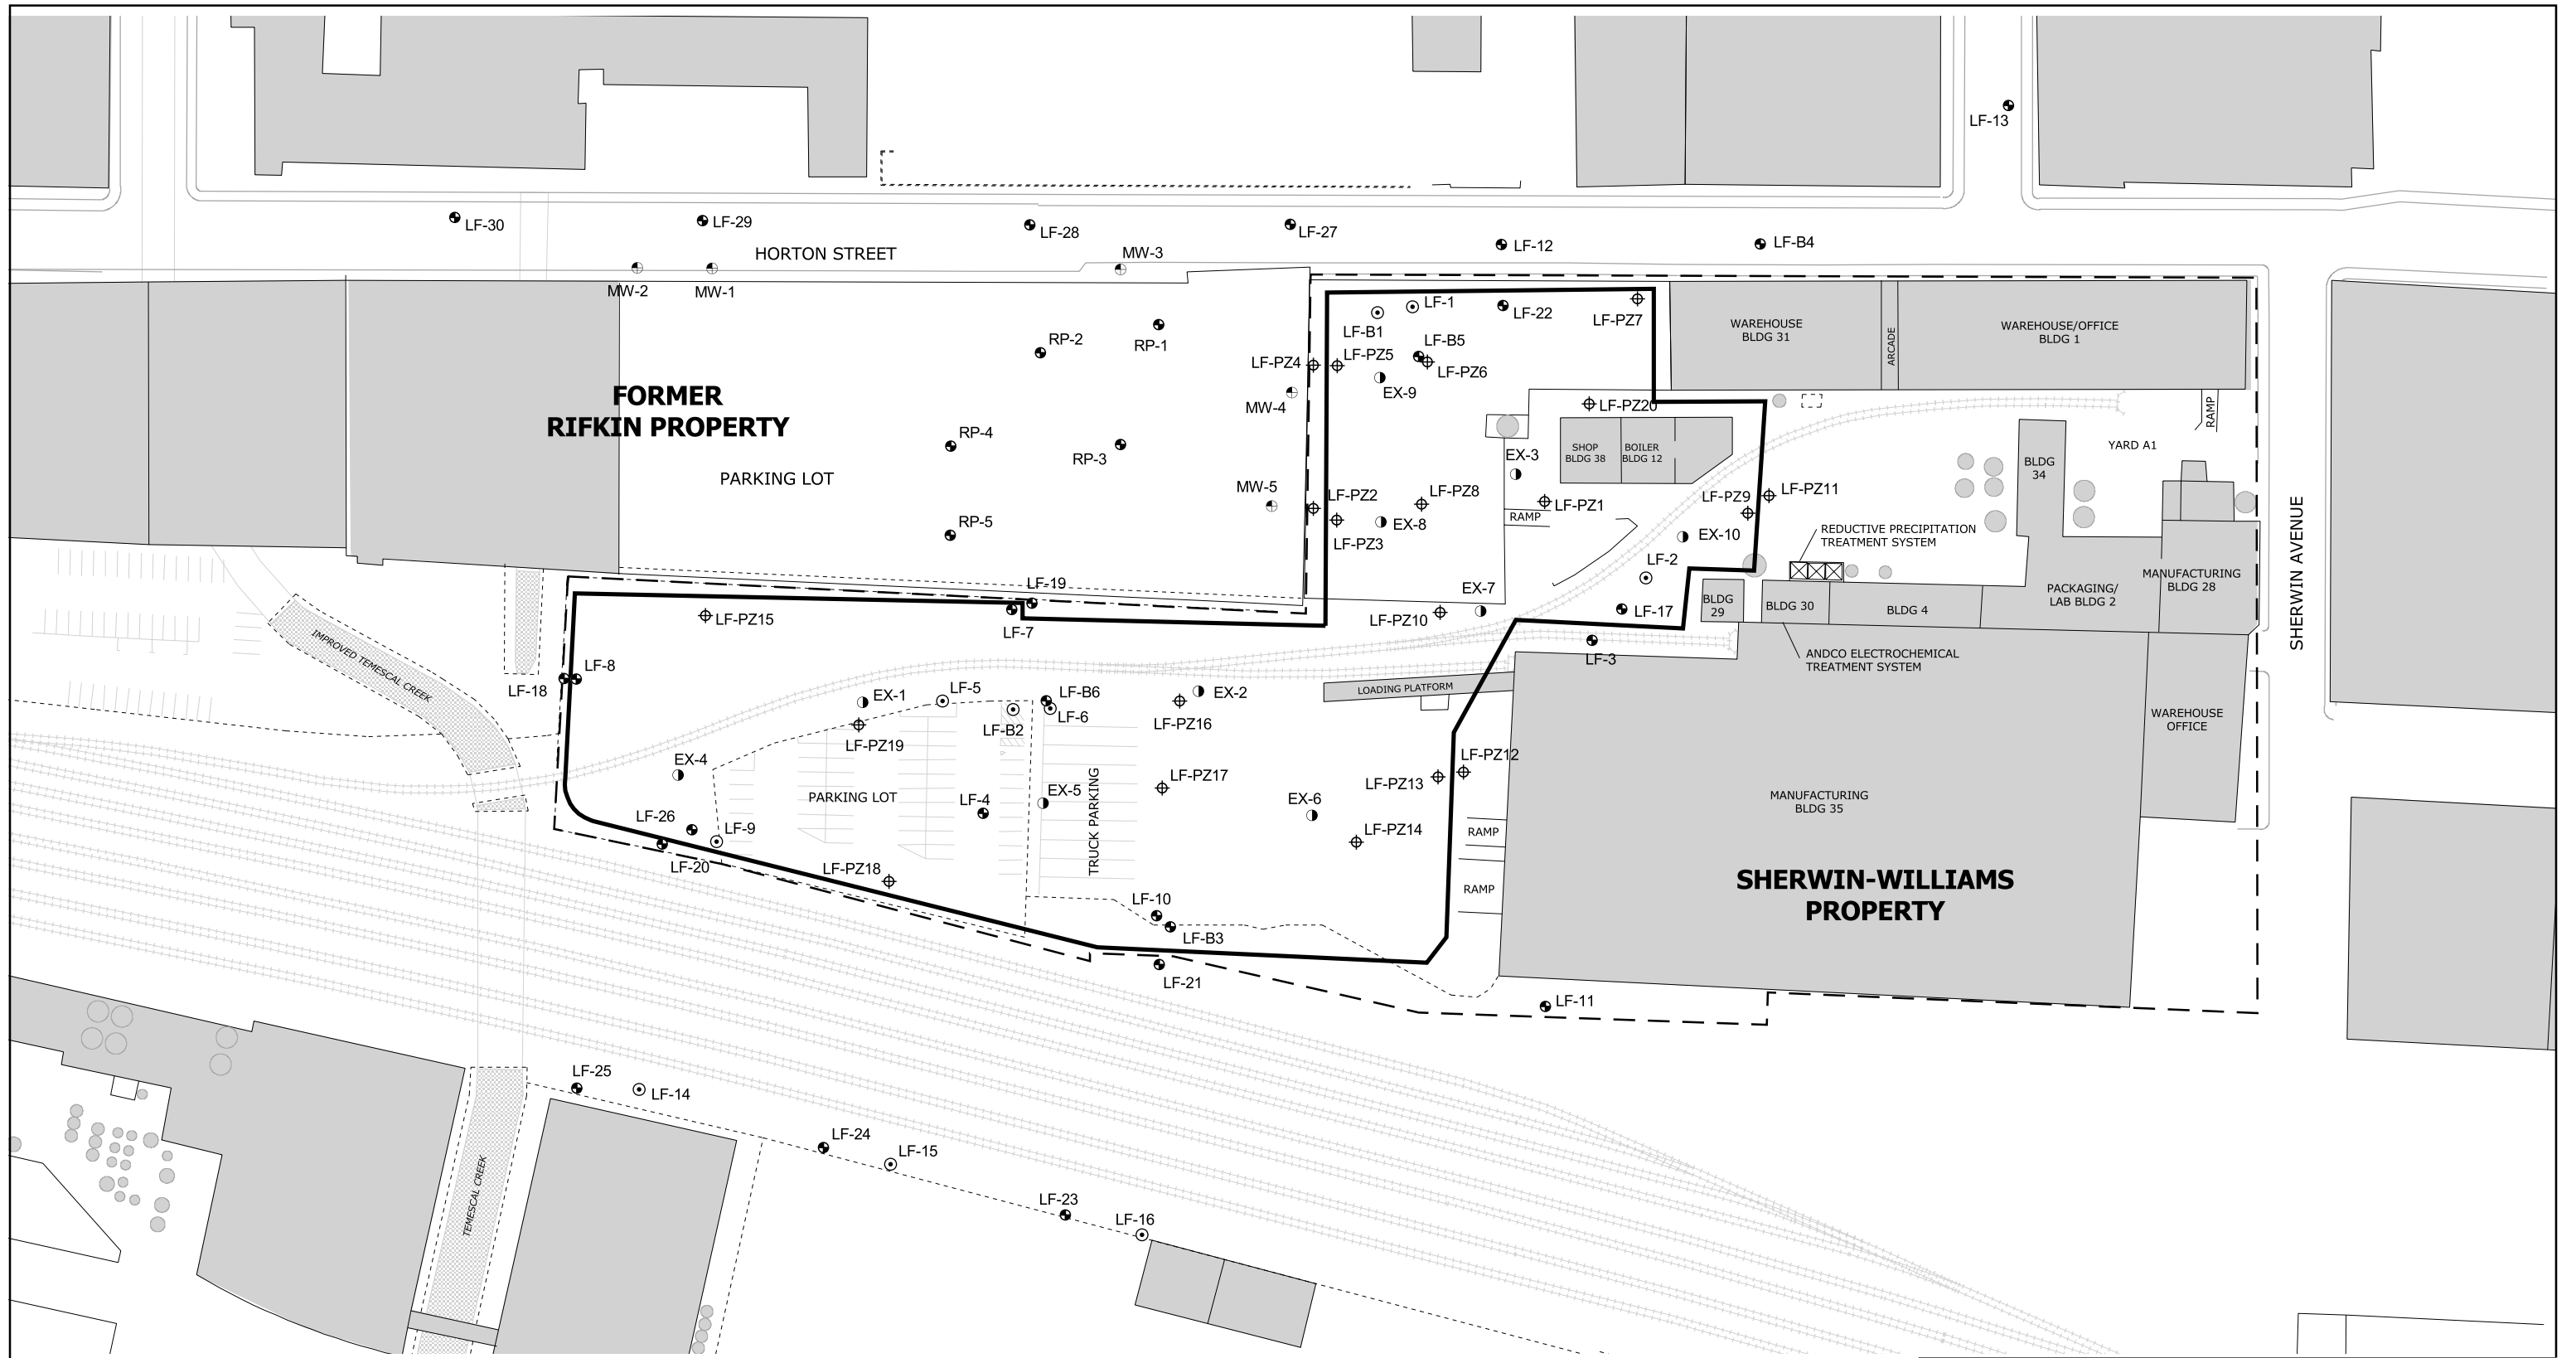 LF-13
LF-30
LF-29
LF-28
LF-27
LF-12
LF-B4
HORTON STREET
MW-3
MW-2
MW-1
LF-1
LF-22
LF-PZ7
LF-B1
RP-2
RP-1
LF-B5
LF-PZ4
LF-PZ5
LF-PZ6
WAREHOUSE
BLDG 31
ARCADE
WAREHOUSE/OFFICE
BLDG 1
FORMER
RIFKIN PROPERTY
MW-4
EX-9
LF-PZ20
RAMP
RP-4
RP-3
EX-3
SHOP
BLDG 38
BOILER
BLDG 12
BLDG
34
YARD A1
PARKING LOT
MW-5
LF-PZ2
LF-PZ8
LF-PZ1
LF-PZ9
LF-PZ11
RP-5
LF-PZ3
EX-8
RAMP
EX-10
REDUCTIVE PRECIPITATION
TREATMENT SYSTEM
SHERWIN AVENUE
LF-2
LF-19
EX-7
LF-17
BLDG
29
BLDG 30
BLDG 4
PACKAGING/
LAB BLDG 2
MANUFACTURING
BLDG 28
LF-PZ15
LF-7
LF-PZ10
IMPROVED TEMESCAL CREEK
LF-3
ANDCO ELECTROCHEMICAL
TREATMENT SYSTEM
LF-8
LF-18
EX-1
LF-5
LF-B6
EX-2
LOADING PLATFORM
LF-6
LF-B2
LF-PZ16
WAREHOUSE
OFFICE
LF-PZ19
EX-4
LF-PZ12
LF-PZ13
LF-PZ17
PARKING LOT
LF-4
EX-5
TRUCK PARKING
EX-6
MANUFACTURING
BLDG 35
LF-26
LF-9
LF-PZ14
RAMP
LF-20
LF-PZ18
RAMP
SHERWIN-WILLIAMS
PROPERTY
LF-10
LF-B3
LF-21
LF-11
LF-25
LF-14
LF-24
LF-15
TEMESCAL CREEK
LF-23
LF-16